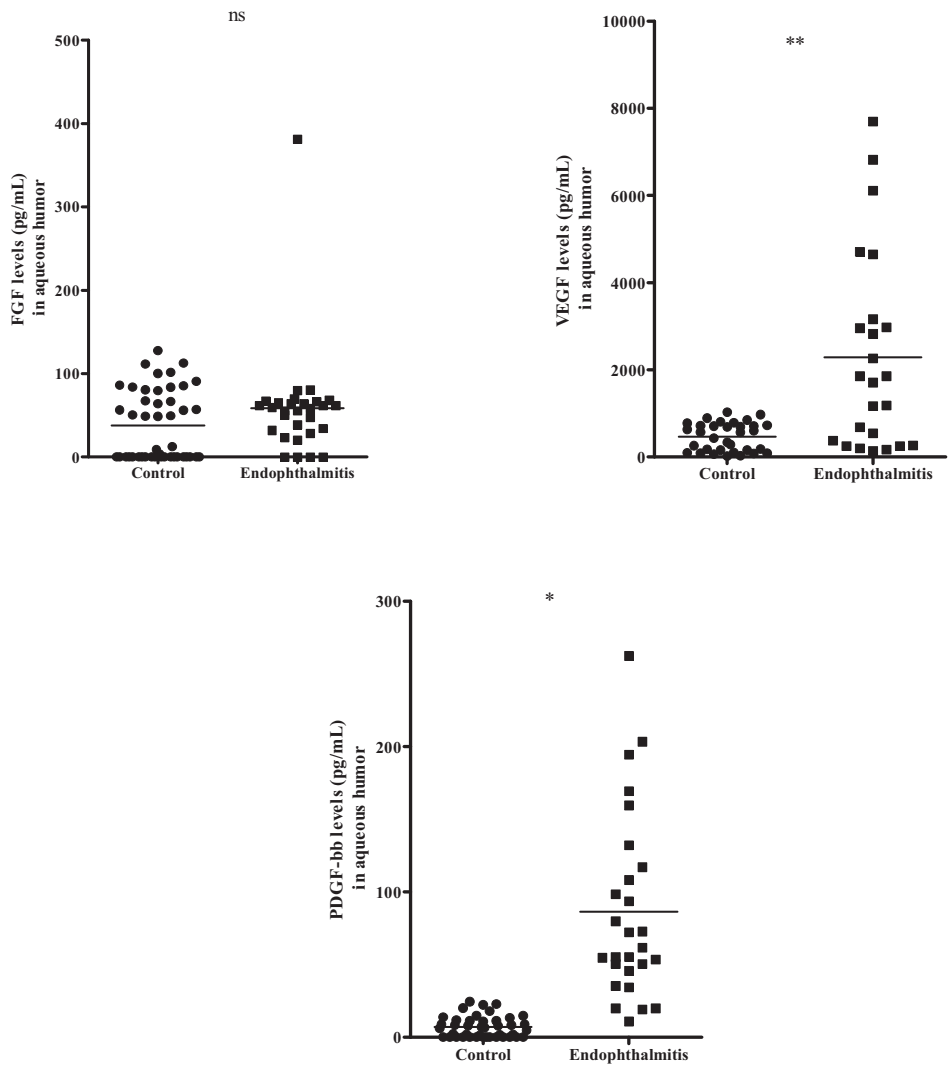 ns
500
400
300
200
100
0
FGF levels (pg/mL)
in aqueous humor
Control Endophthalmitis
**
10000
8000
6000
4000
2000
0
VEGF levels (pg/mL)
in aqueous humor
Control Endophthalmitis
*
300
200
100
0
PDGF-bb levels (pg/mL)
in aqueous humor
Control Endophthalmitis